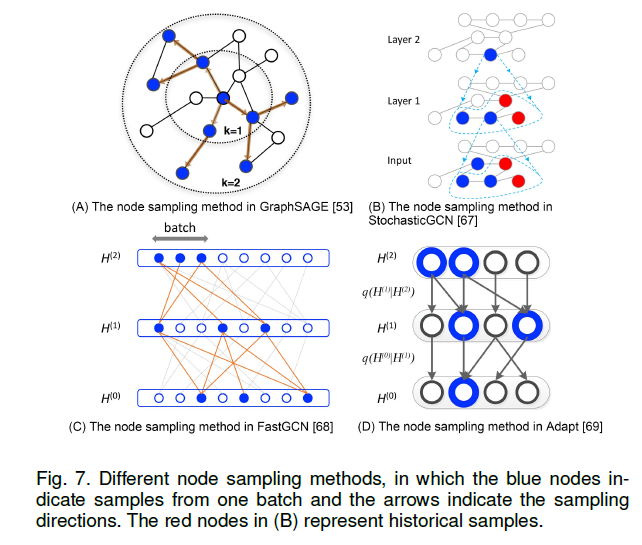 k=1
k=2
(A) The node sampling method in GraphSAGE [53]
Layer 2
Layer 1
Input
(B) The node sampling method in
StochasticGCN [67]
batch
H(2)
H(1)
H(0)
(C) The node sampling method in FastGCN [68]
H(2)
q(H(1)|H(2))
H(1)
q(H(0)|H(1))
H(0)
(D) The node sampling method in Adapt [69]
Fig. 7. Different node sampling methods, in which the blue nodes in-
dicate samples from one batch and the arrows indicate the sampling
directions. The red nodes in (B) represent historical samples.